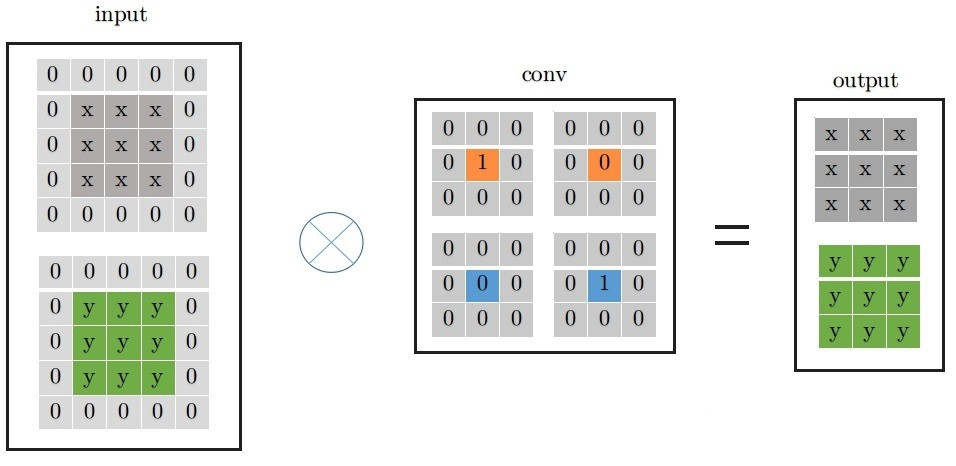 input
0 0 0 0 0
0 x x x 0
0 x x x 0
0 x x x 0
0 0 0 0 0
0 0 0 0 0
0 y y y 0
0 y y y 0
0 y y y 0
0 0 0 0 0
conv
0 0 0 0 0 0
0 1 0 0 0 0
0 0 0 0 0 0
0 0 0 0 0 0
0 0 0 0 1 0
0 0 0 0 0 0
=
output
x x x
x x x
x x x
y y y
y y y
y y y